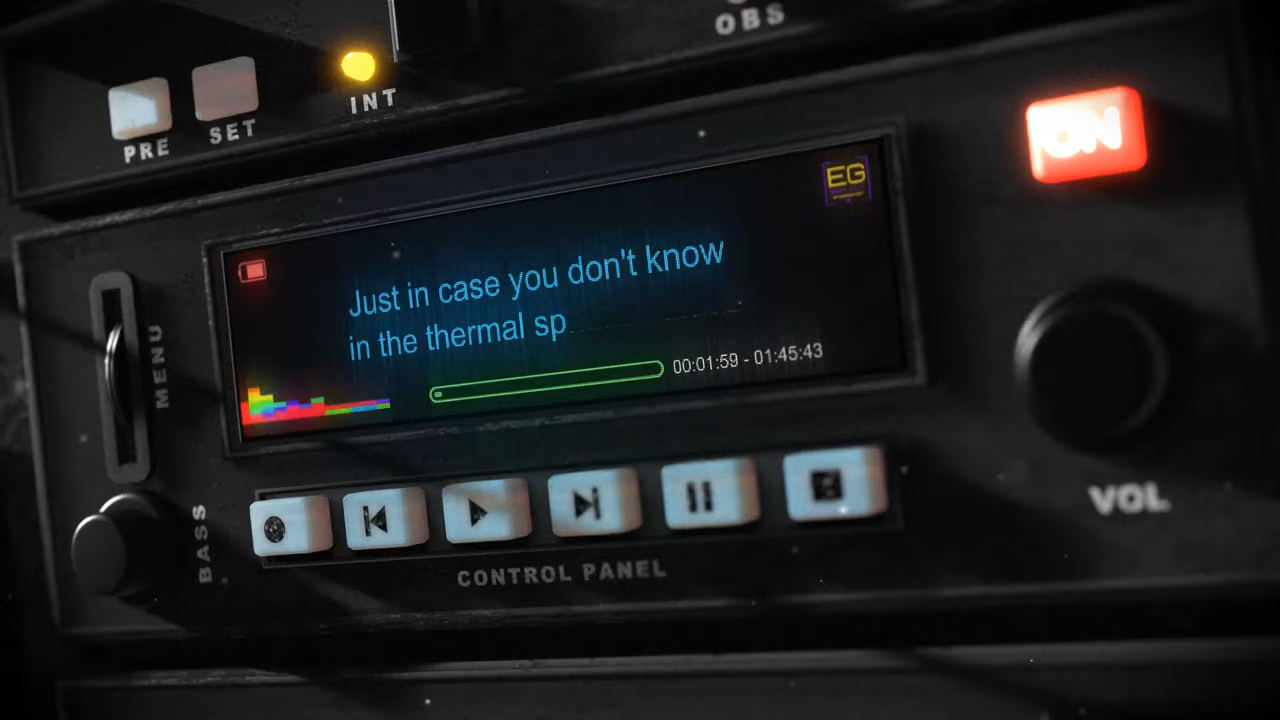 OBS
INT
PRE
SET
ON
EG
Just in case you don't know
in the thermal sp
00:01:59 - 01:45:43
MENU
BASS
VOL
CONTROL PANEL